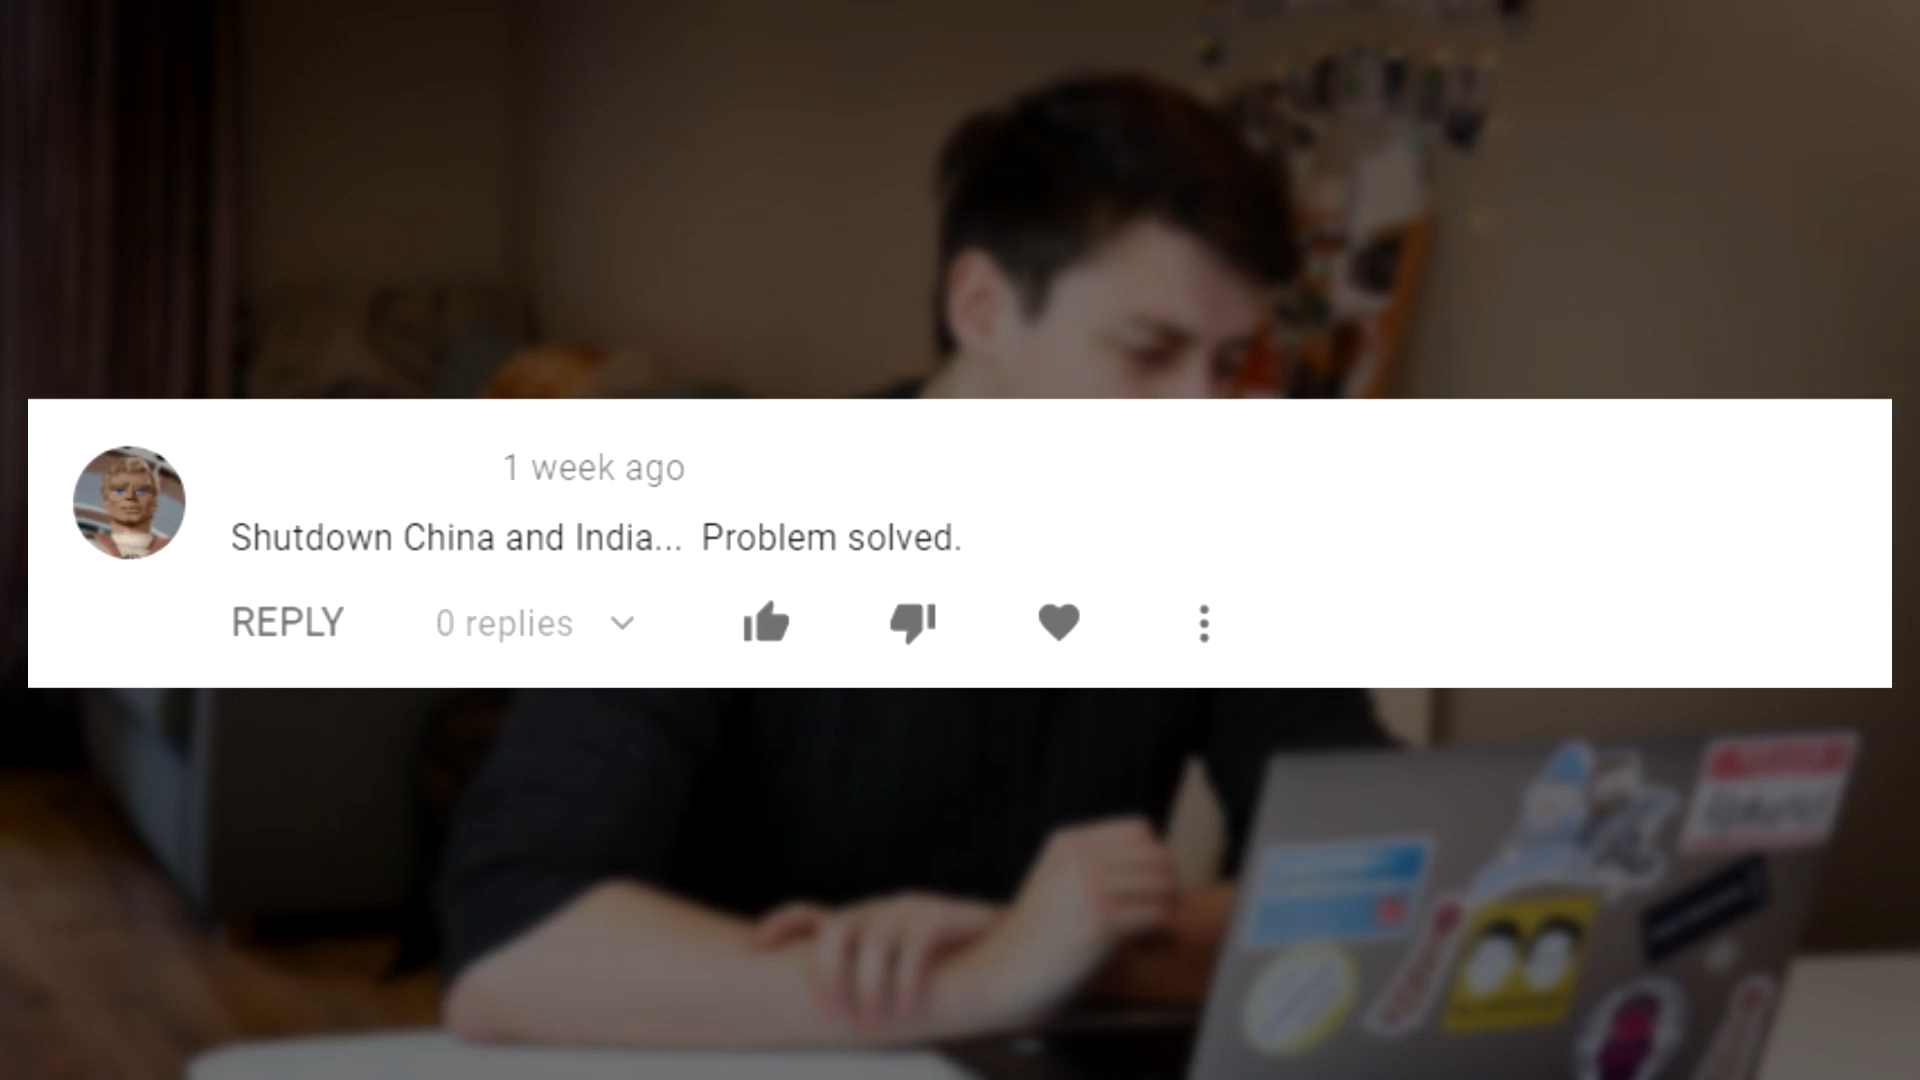 1 week ago
Shutdown China and India... Problem solved.
REPLY 0 replies